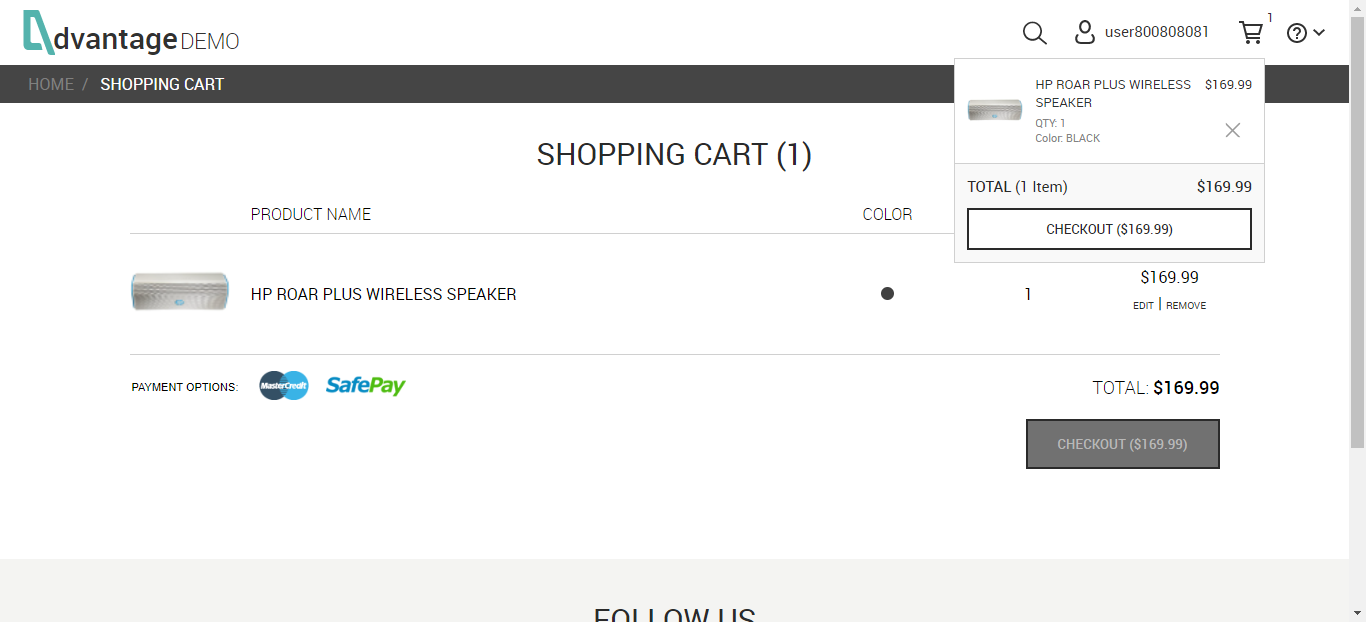 dvantage DEMO
user800808081
1
HOME / SHOPPING CART
HP ROAR PLUS WIRELESS SPEAKER $169.99
QTY: 1
Color: BLACK
TOTAL (1 Item) $169.99
CHECKOUT ($169.99)
SHOPPING CART (1)
PRODUCT NAME COLOR
HP ROAR PLUS WIRELESS SPEAKER 1 $169.99
EDIT | REMOVE
PAYMENT OPTIONS: MasterCredit SafePay
TOTAL: $169.99
CHECKOUT ($169.99)
FOLLOW US